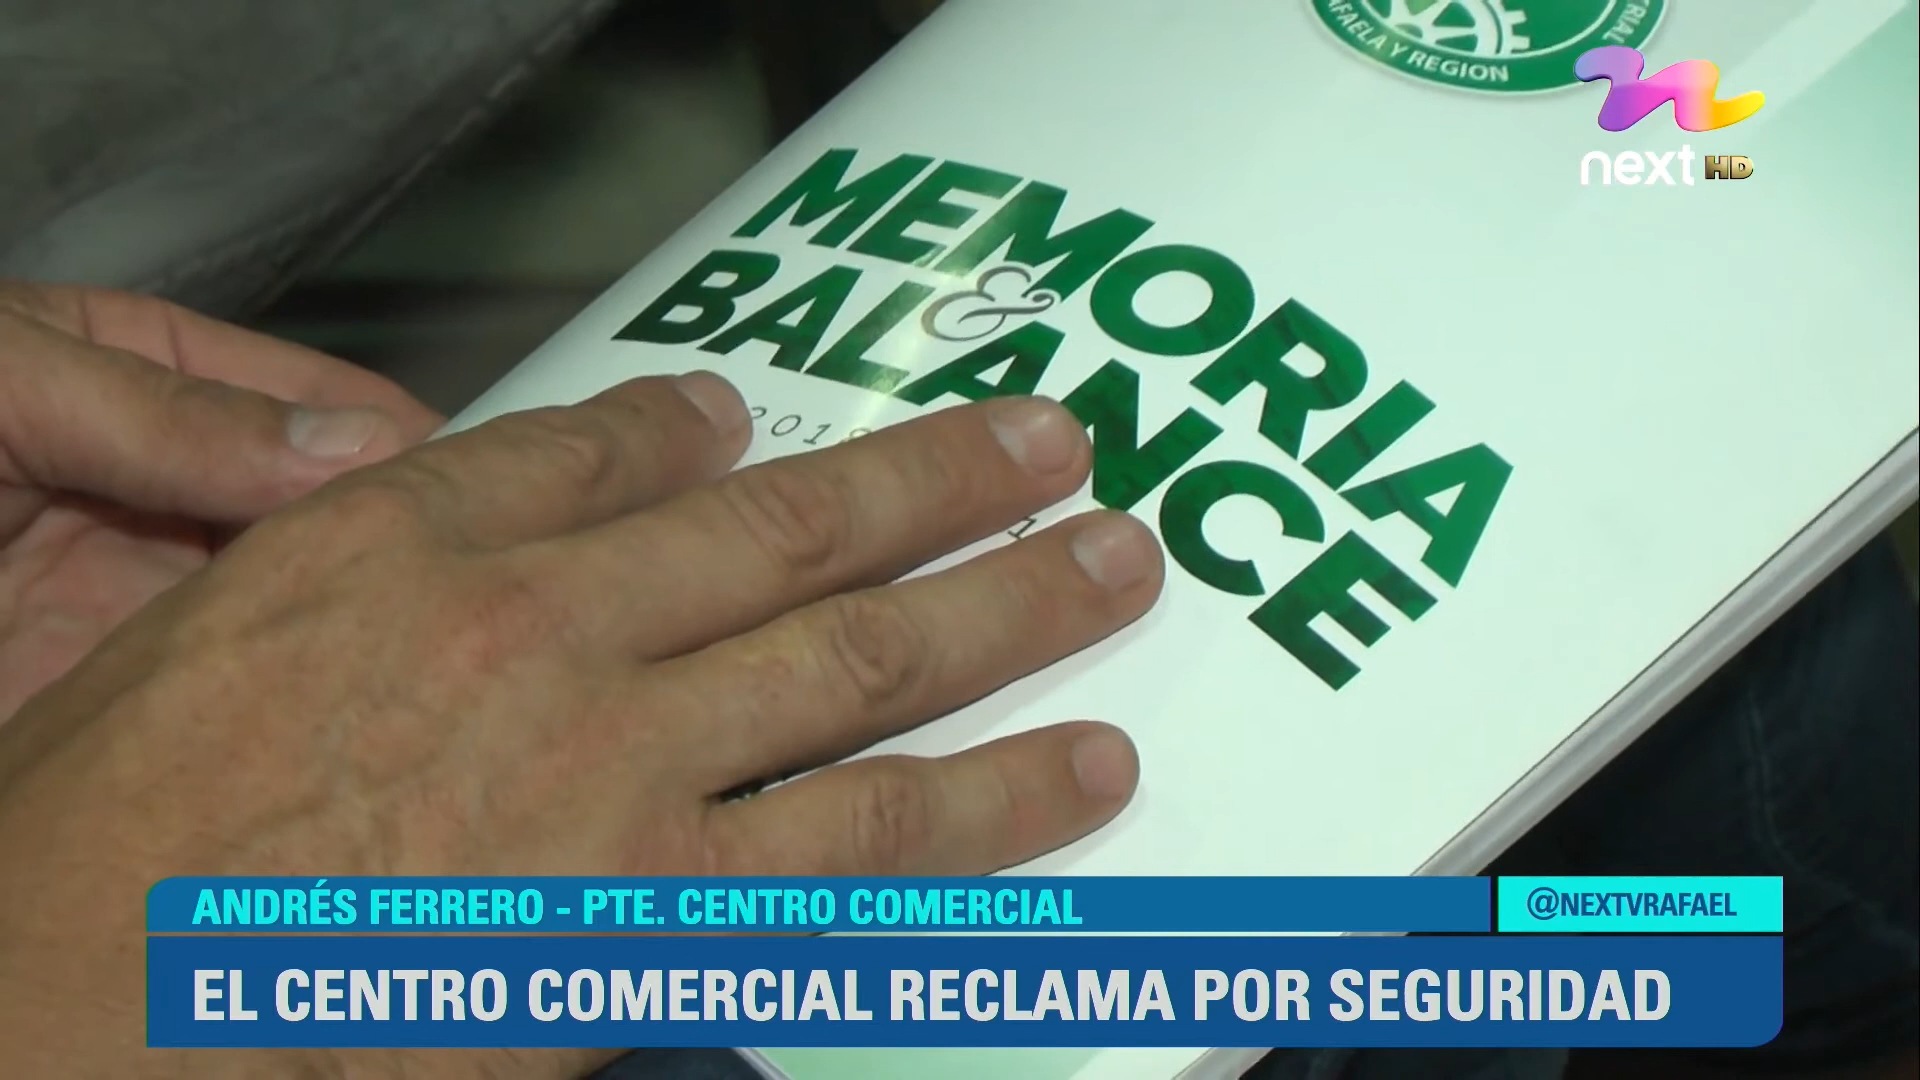 RAFAELA Y REGION
next HD
MEMORIA
&
BALANCE
ANDRÉS FERRERO - PTE. CENTRO COMERCIAL
@NEXTVRAFAEL
EL CENTRO COMERCIAL RECLAMA POR SEGURIDAD